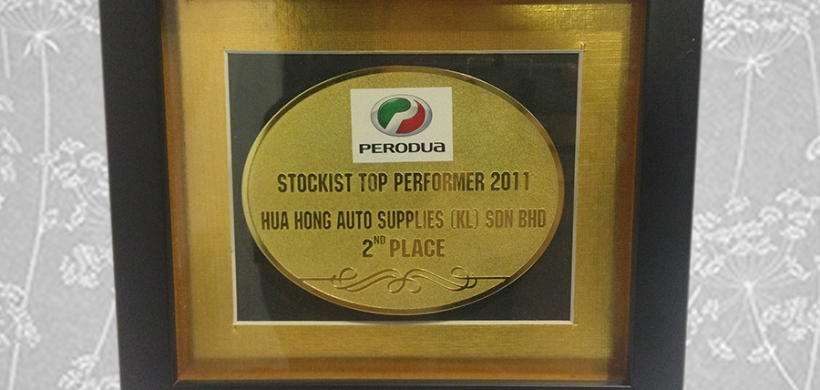 PERODUA
STOCKIST TOP PERFORMER 2011
HUA HONG AUTO SUPPLIES (KL) SDN BHD
2ND PLACE